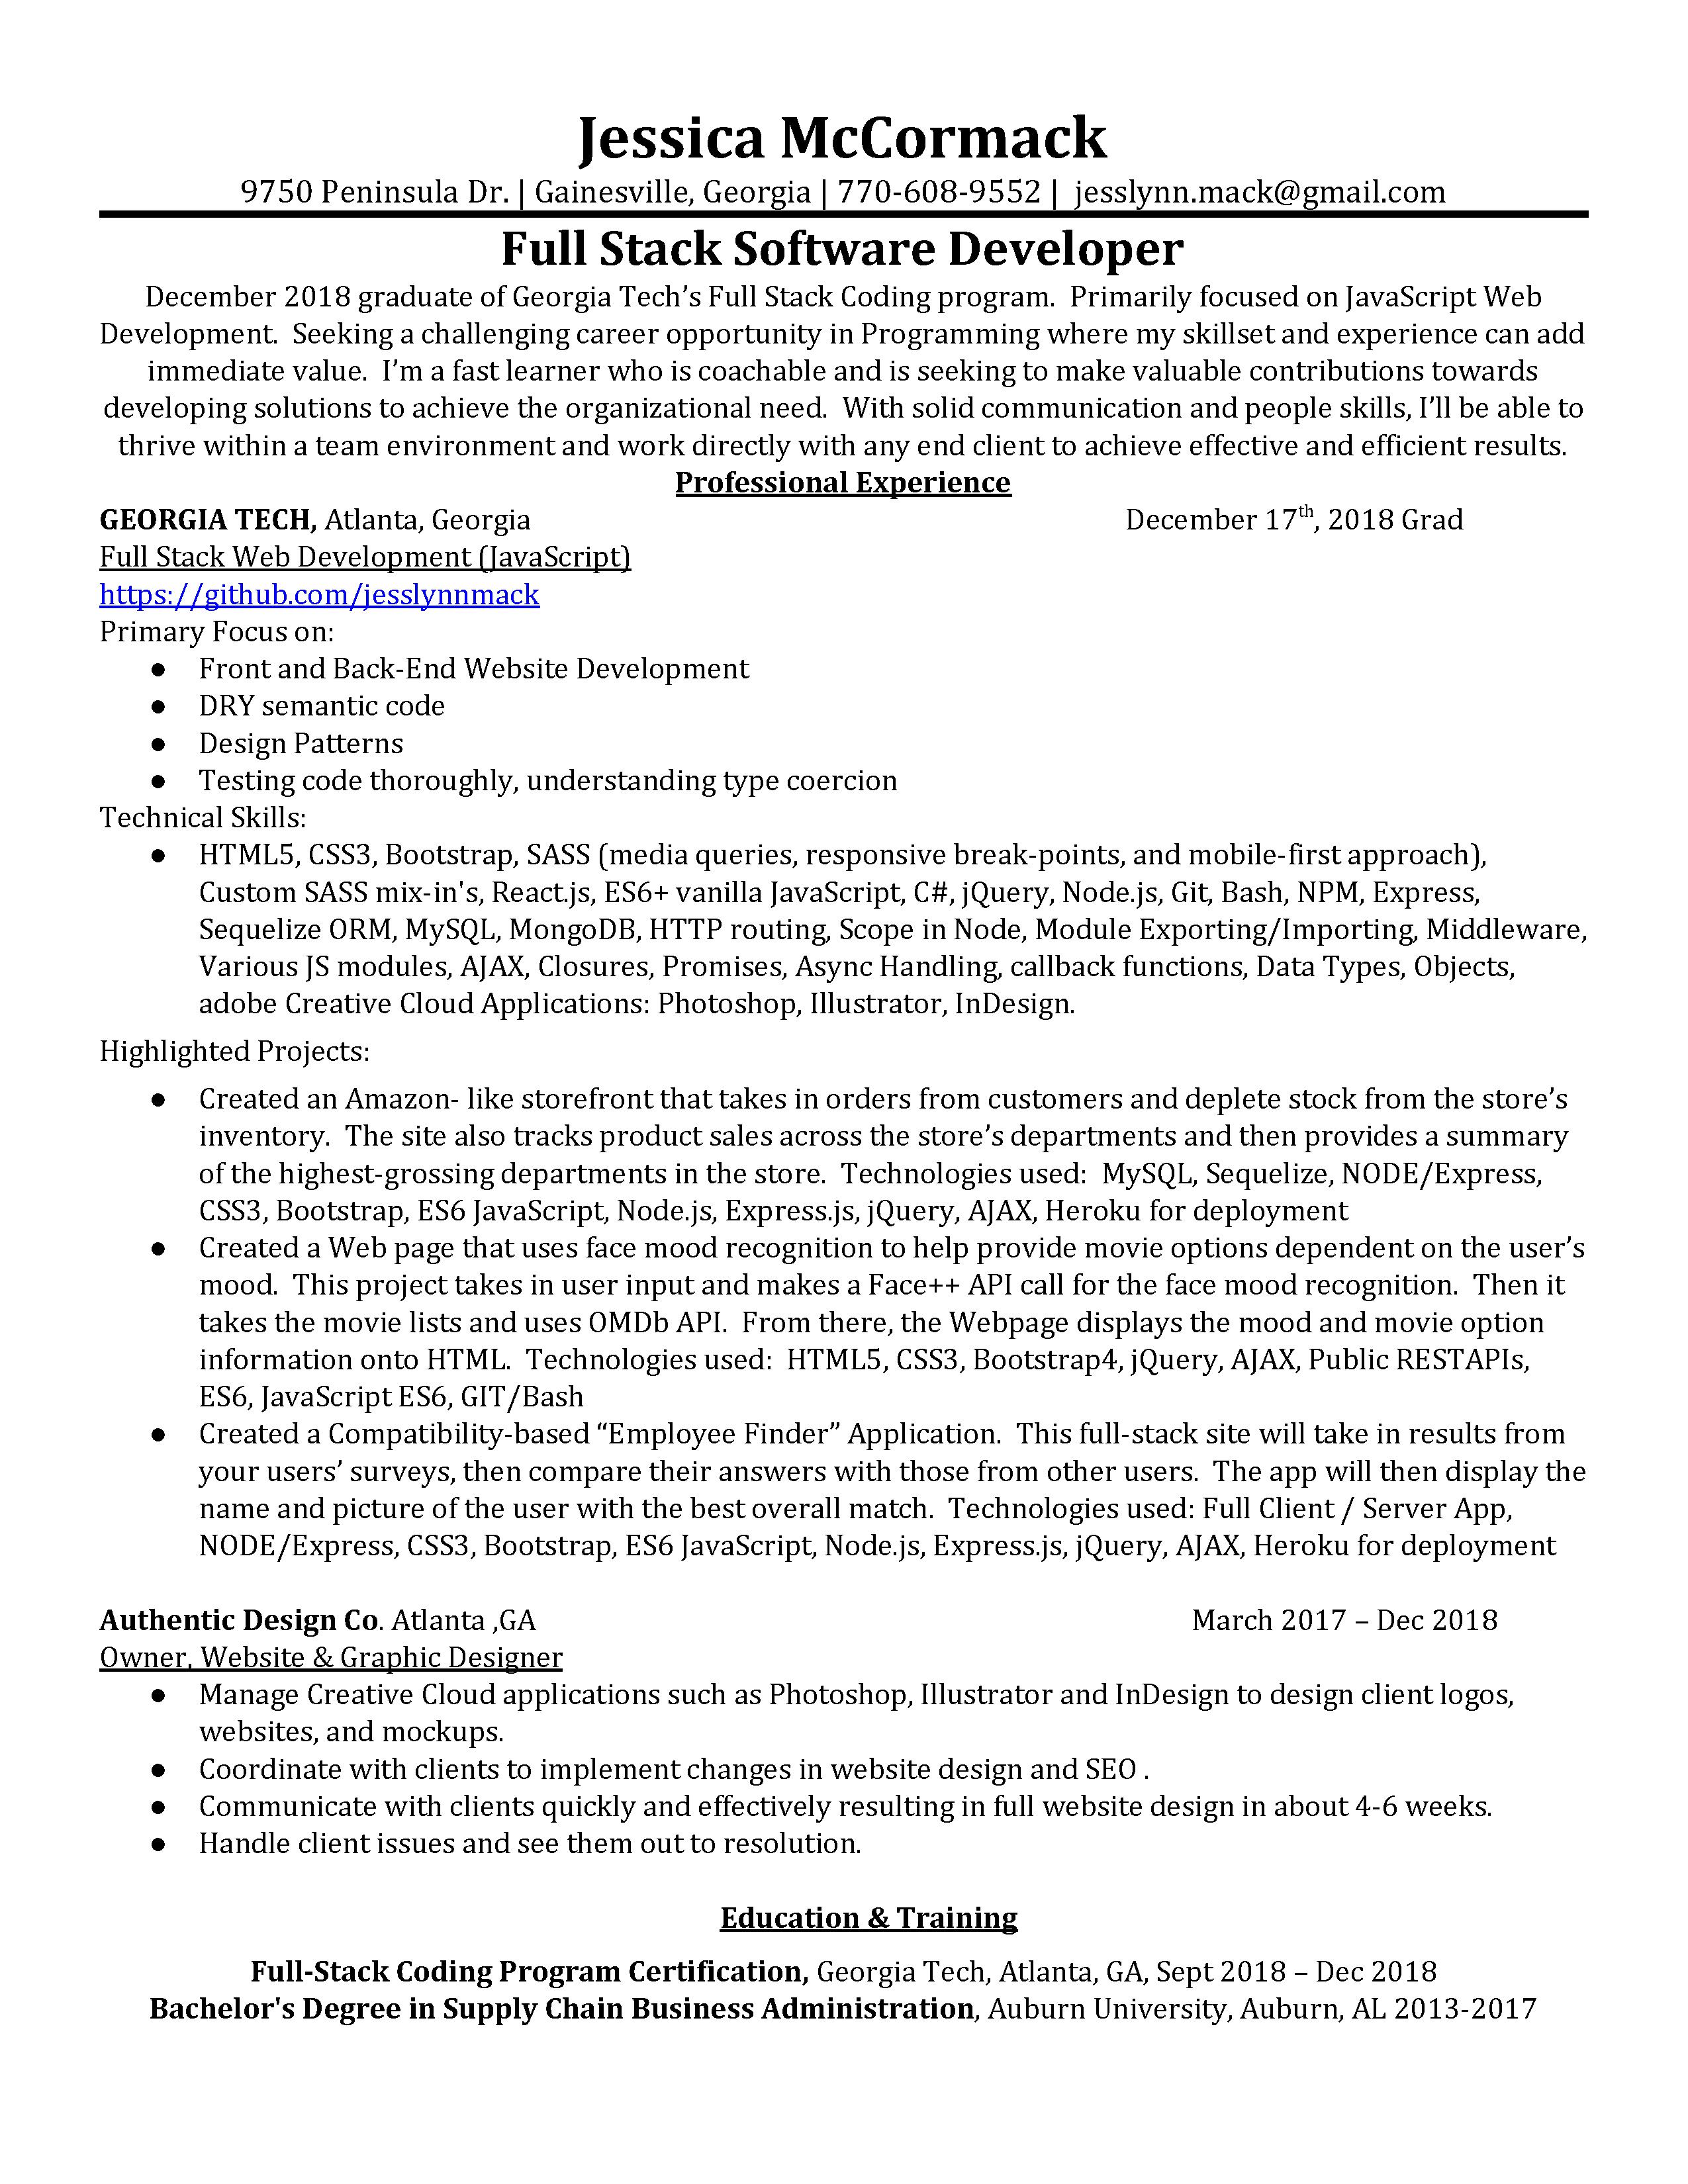 Jessica McCormack
9750 Peninsula Dr. | Gainesville, Georgia | 770-608-9552 | jesslynn.mack@gmail.com
Full Stack Software Developer
December 2018 graduate of Georgia Tech’s Full Stack Coding program. Primarily focused on JavaScript Web
Development. Seeking a challenging career opportunity in Programming where my skillset and experience can add
immediate value. I’m a fast learner who is coachable and is seeking to make valuable contributions towards
developing solutions to achieve the organizational need. With solid communication and people skills, I’ll be able to
thrive within a team environment and work directly with any end client to achieve effective and efficient results.
Professional Experience
GEORGIA TECH, Atlanta, Georgia December 17th, 2018 Grad
Full Stack Web Development (JavaScript)
https://github.com/jesslynnmack
Primary Focus on:
● Front and Back-End Website Development
● DRY semantic code
● Design Patterns
● Testing code thoroughly, understanding type coercion
Technical Skills:
● HTML5, CSS3, Bootstrap, SASS (media queries, responsive break-points, and mobile-first approach),
Custom SASS mix-in's, React.js, ES6+ vanilla JavaScript, C#, jQuery, Node.js, Git, Bash, NPM, Express,
Sequelize ORM, MySQL, MongoDB, HTTP routing, Scope in Node, Module Exporting/Importing, Middleware,
Various JS modules, AJAX, Closures, Promises, Async Handling, callback functions, Data Types, Objects,
adobe Creative Cloud Applications: Photoshop, Illustrator, InDesign.
Highlighted Projects:
● Created an Amazon- like storefront that takes in orders from customers and deplete stock from the store’s
inventory. The site also tracks product sales across the store’s departments and then provides a summary
of the highest-grossing departments in the store. Technologies used: MySQL, Sequelize, NODE/Express,
CSS3, Bootstrap, ES6 JavaScript, Node.js, Express.js, jQuery, AJAX, Heroku for deployment
● Created a Web page that uses face mood recognition to help provide movie options dependent on the user’s
mood. This project takes in user input and makes a Face++ API call for the face mood recognition. Then it
takes the movie lists and uses OMDb API. From there, the Webpage displays the mood and movie option
information onto HTML. Technologies used: HTML5, CSS3, Bootstrap4, jQuery, AJAX, Public RESTAPIs,
ES6, JavaScript ES6, GIT/Bash
● Created a Compatibility-based “Employee Finder” Application. This full-stack site will take in results from
your users’ surveys, then compare their answers with those from other users. The app will then display the
name and picture of the user with the best overall match. Technologies used: Full Client / Server App,
NODE/Express, CSS3, Bootstrap, ES6 JavaScript, Node.js, Express.js, jQuery, AJAX, Heroku for deployment
Authentic Design Co. Atlanta ,GA March 2017 – Dec 2018
Owner, Website & Graphic Designer
● Manage Creative Cloud applications such as Photoshop, Illustrator and InDesign to design client logos,
websites, and mockups.
● Coordinate with clients to implement changes in website design and SEO .
● Communicate with clients quickly and effectively resulting in full website design in about 4-6 weeks.
● Handle client issues and see them out to resolution.
Education & Training
Full-Stack Coding Program Certification, Georgia Tech, Atlanta, GA, Sept 2018 – Dec 2018
Bachelor's Degree in Supply Chain Business Administration, Auburn University, Auburn, AL 2013-2017